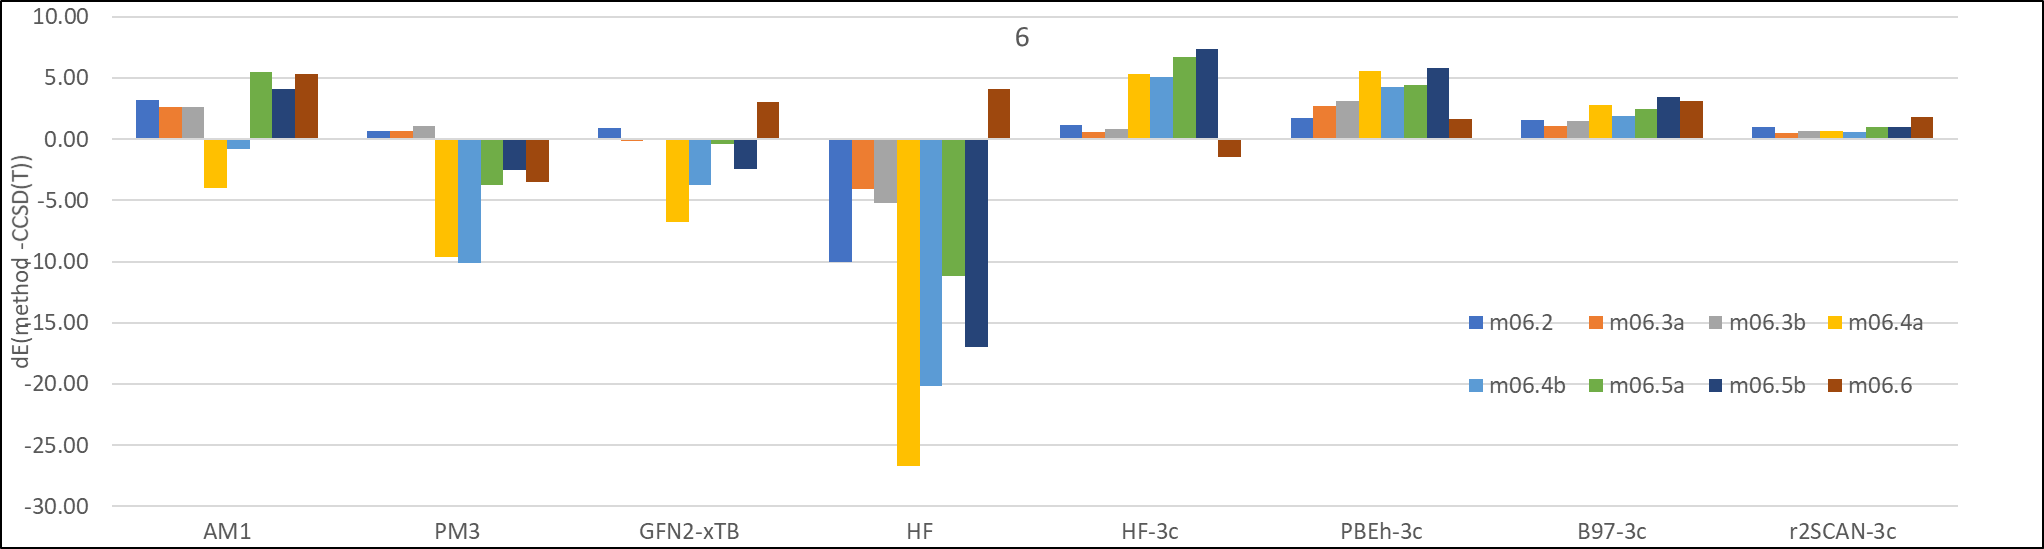 6
10.00
5.00
0.00
-5.00
-10.00
-15.00
-20.00
-25.00
-30.00
dE(method -CCSD(T))
AM1 PM3 GFN2-xTB HF HF-3c PBEh-3c B97-3c r2SCAN-3c
m06.2 m06.3a m06.3b m06.4a
m06.4b m06.5a m06.5b m06.6